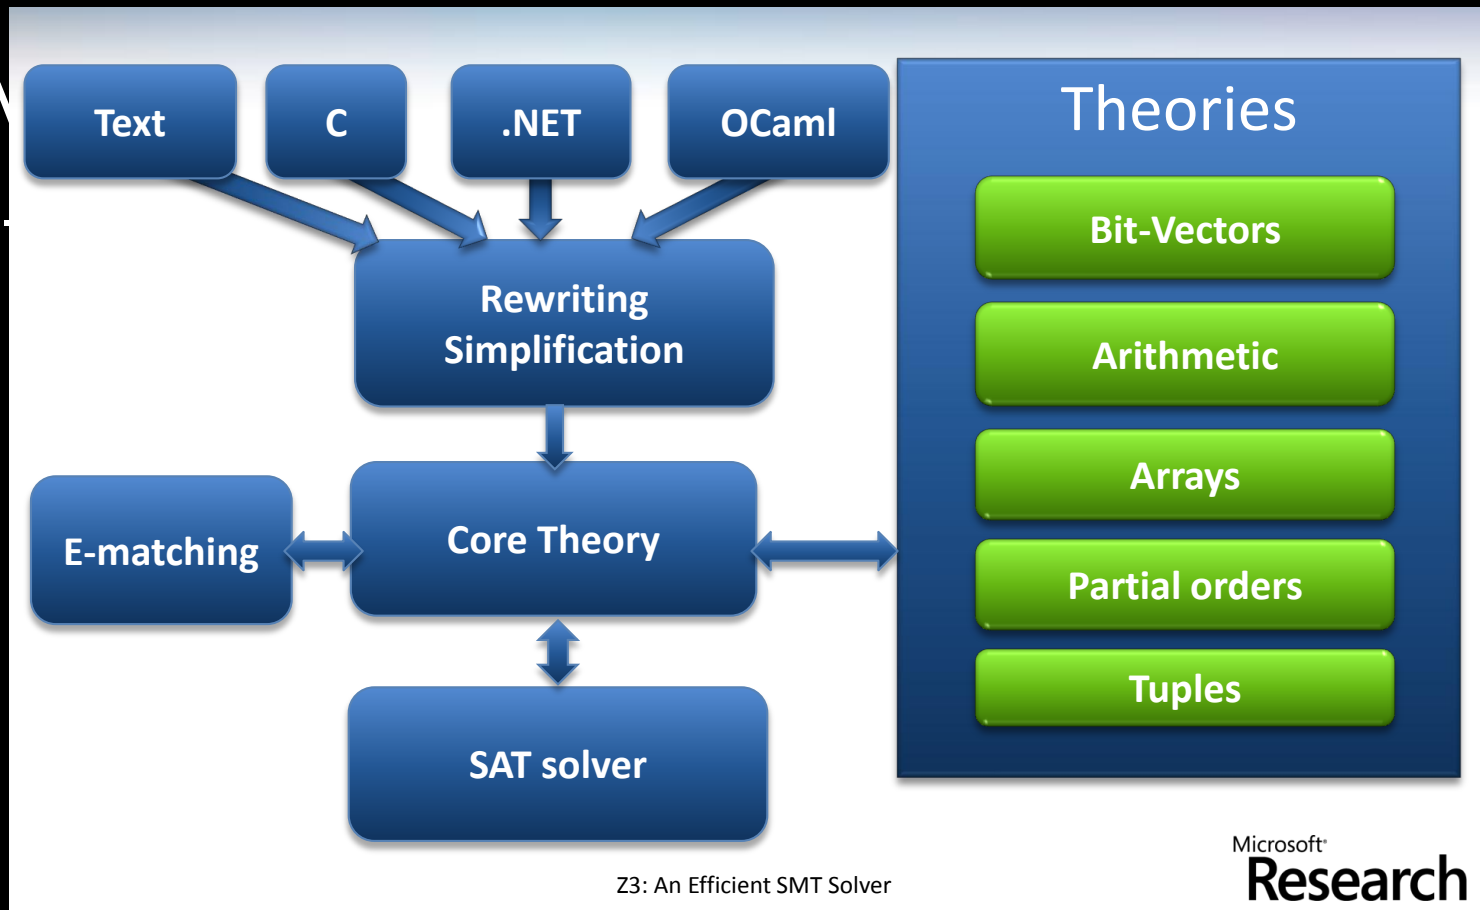 Text
C
.NET
OCaml
Theories
Bit-Vectors
Rewriting
Simplification
Arithmetic
Arrays
E-matching
Core Theory
Partial orders
Tuples
SAT solver
Microsoft®
Research
Z3: An Efficient SMT Solver